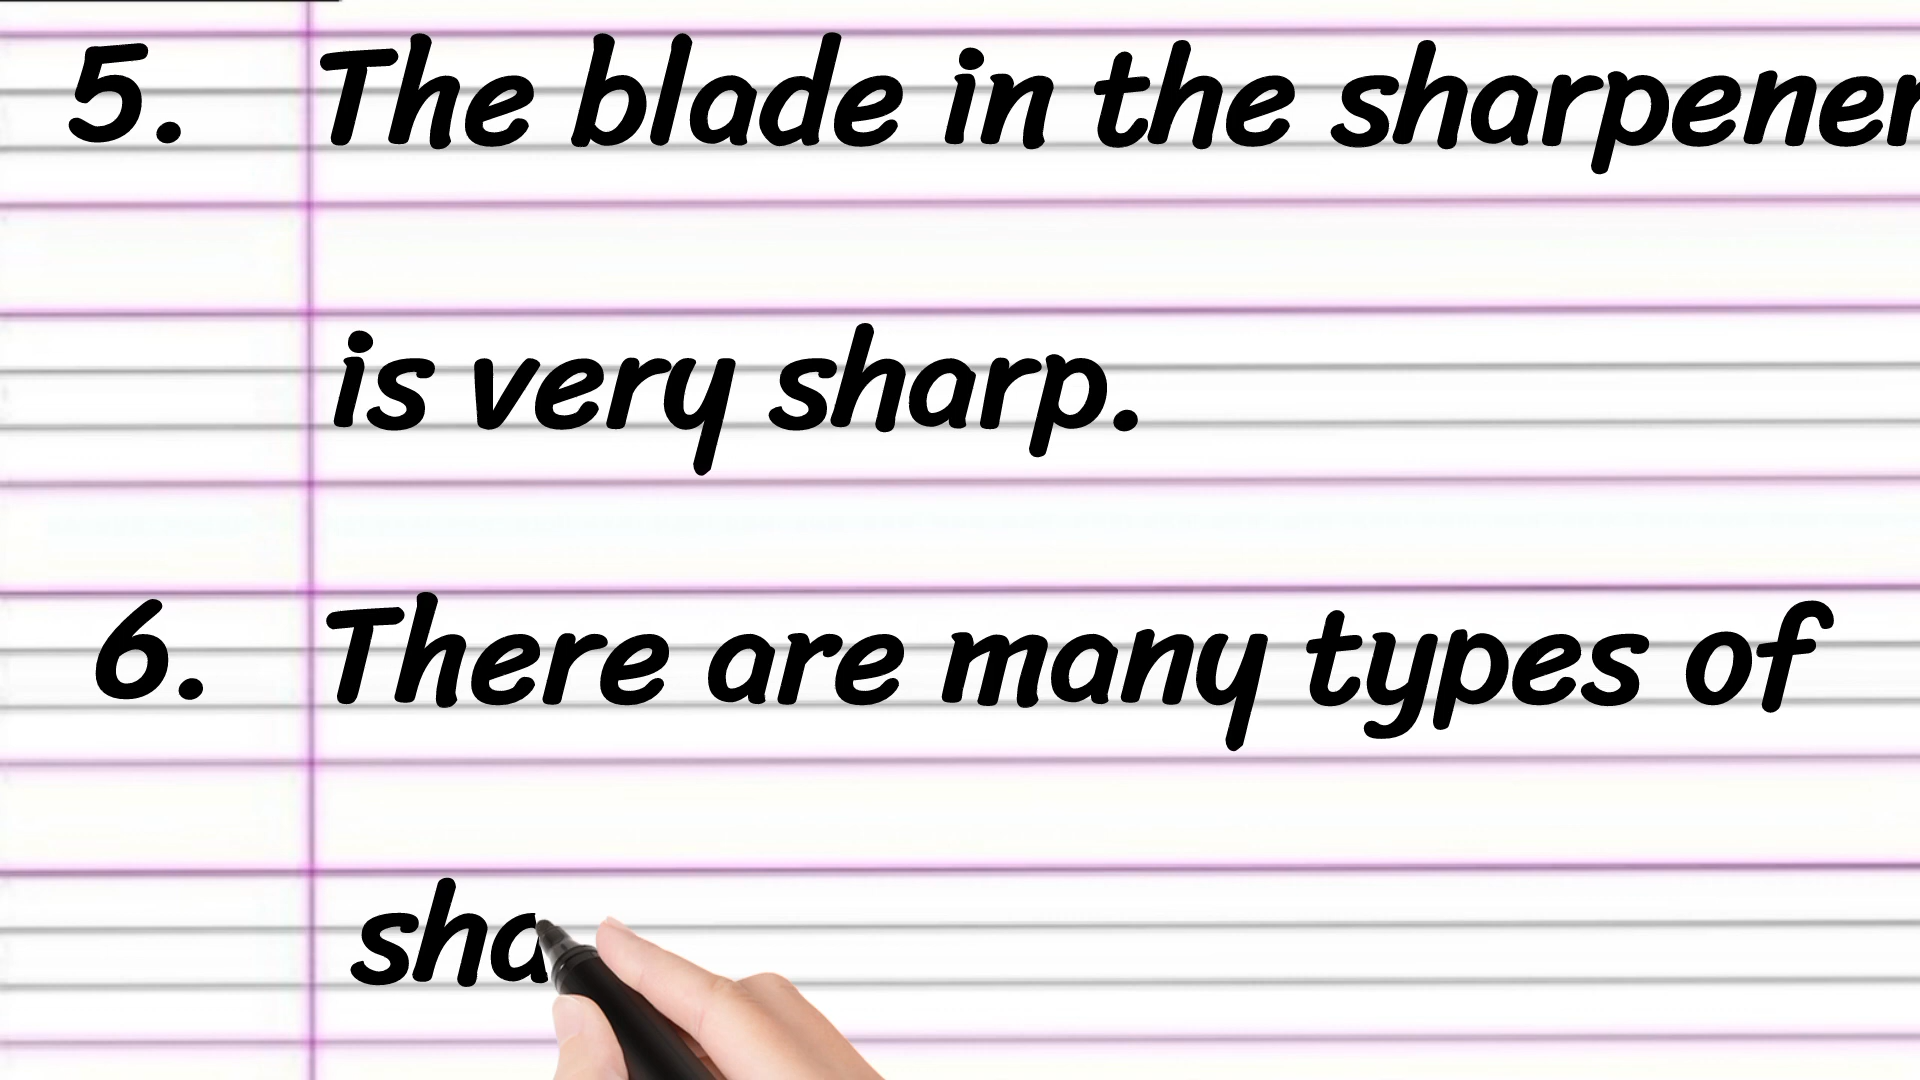 5. The blade in the sharpener
is very sharp.
6. There are many types of
sha